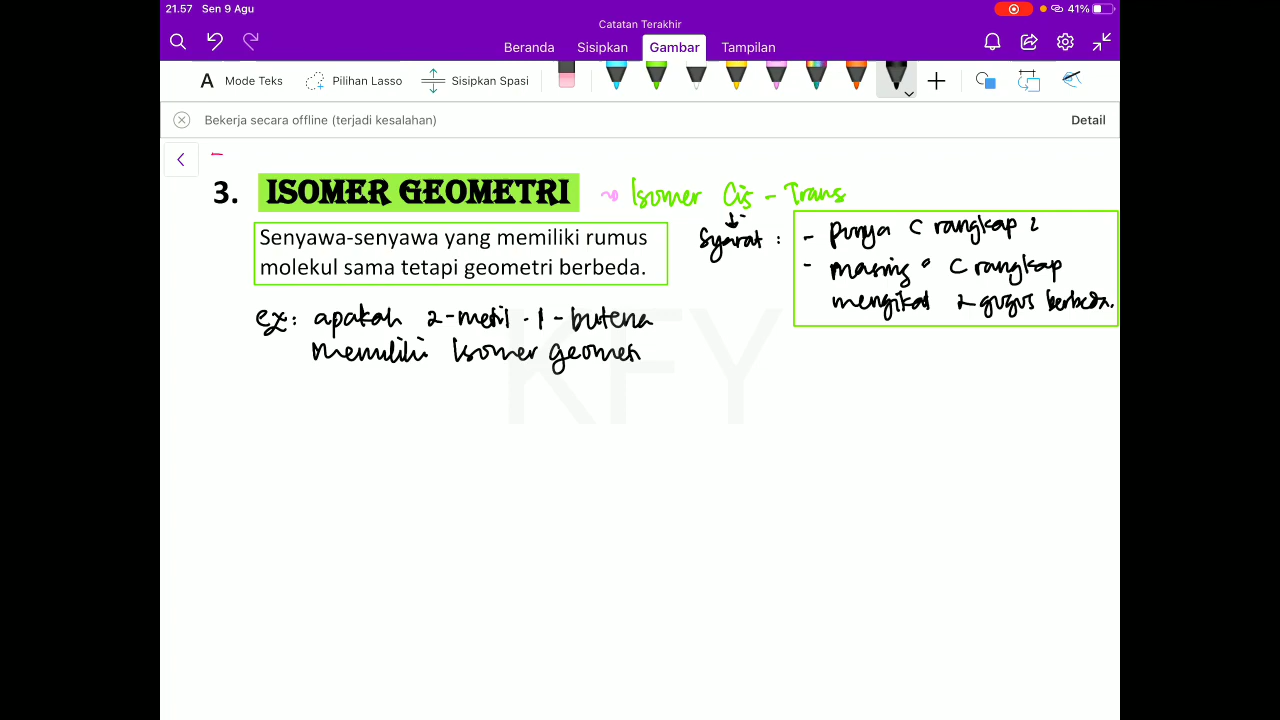 21.57 Sen 9 Agu
41%
Catatan Terakhir
Beranda Sisipkan Gambar Tampilan
A Mode Teks Pilihan Lasso Sisipkan Spasi
Bekerja secara offline (terjadi kesalahan) Detail
3. ISOMER GEOMETRI Isomer Cis - Trans
Senyawa-senyawa yang memiliki rumus
molekul sama tetapi geometri berbeda.
Syarat :
- punya C rangkap 2
- masing" C rangkap
mengikat 2 gugus berbeda.
ex: apakah 2-metil-1-butena
memiliki Isomer geometri
KFY